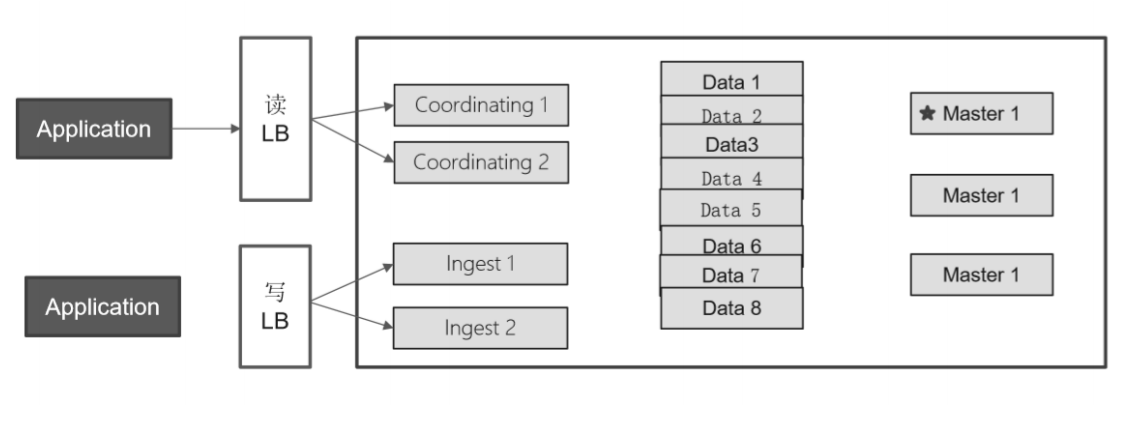 Application
读
LB
Coordinating 1
Coordinating 2
Application
写
LB
Ingest 1
Ingest 2
Data 1
Data 2
Data3
Data 4
Data 5
Data 6
Data 7
Data 8
Master 1
Master 1
Master 1